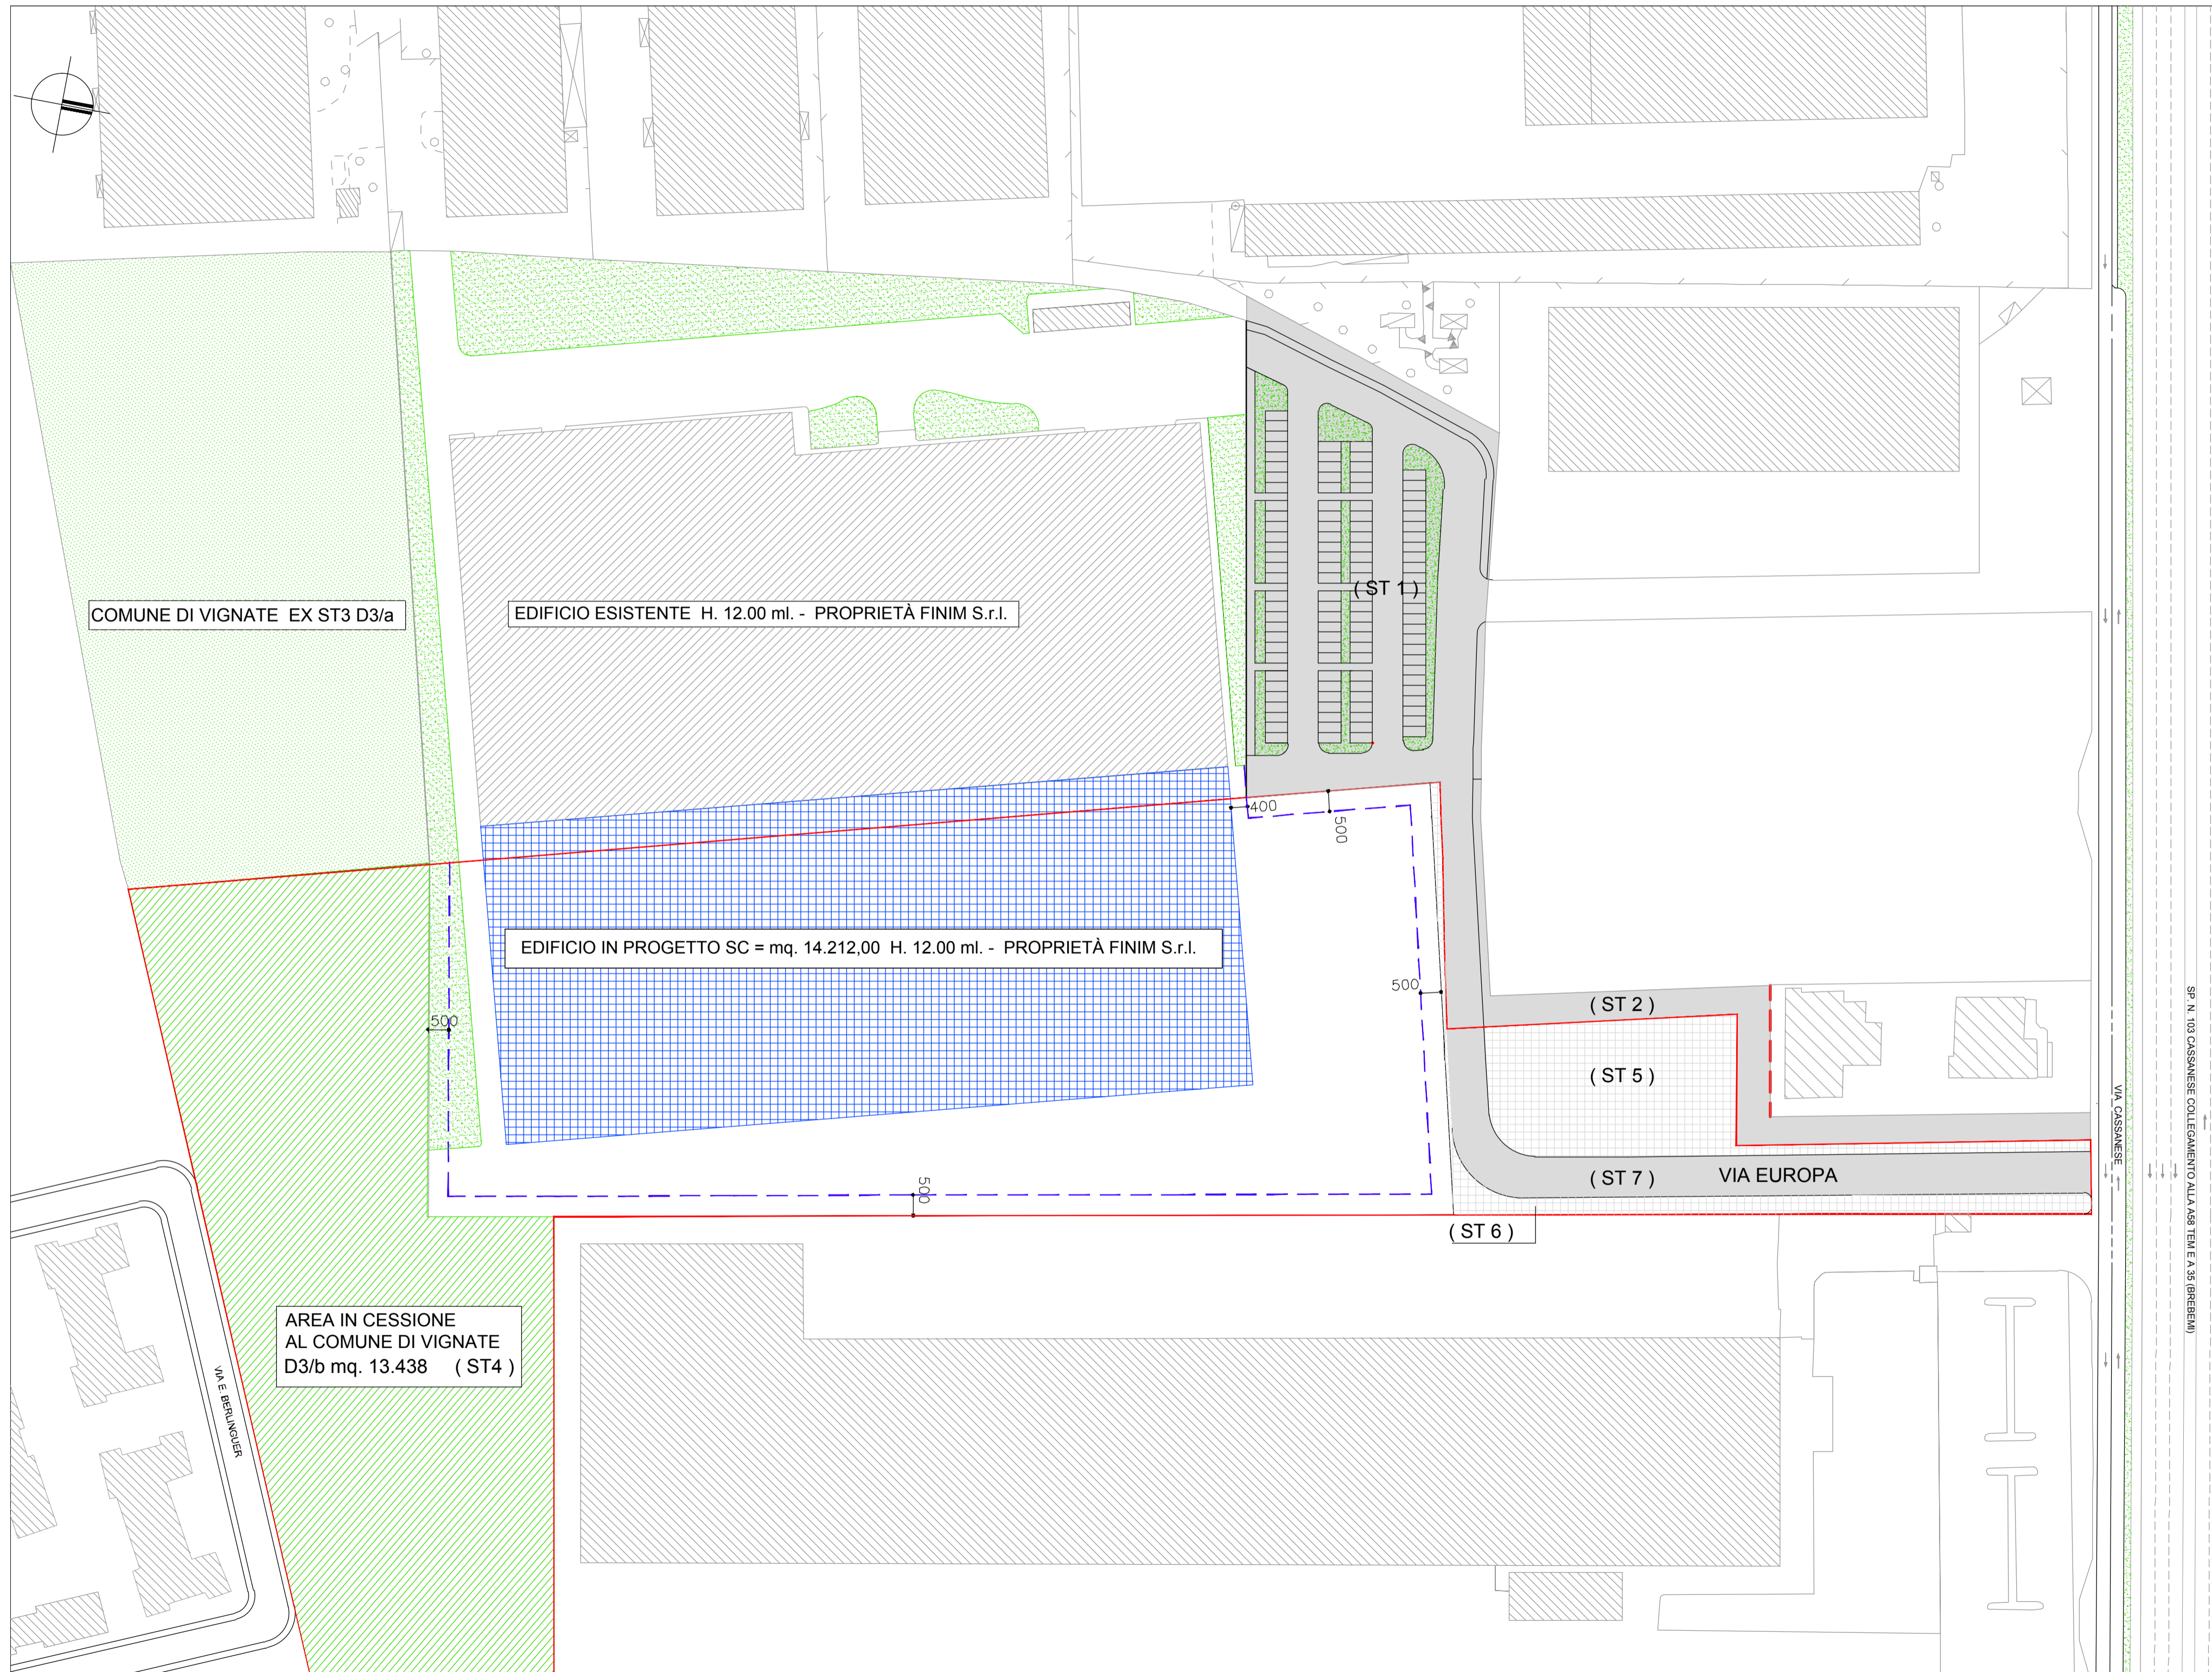 COMUNE DI VIGNATE EX ST3 D3/a
EDIFICIO ESISTENTE H. 12.00 ml. - PROPRIETÀ FINIM S.r.l.
( ST 1 )
400
500
EDIFICIO IN PROGETTO SC = mq. 14.212,00 H. 12.00 ml. - PROPRIETÀ FINIM S.r.l.
500
500
( ST 2 )
( ST 5 )
( ST 7 )
VIA EUROPA
500
( ST 6 )
VIA CASSANESE
SP. N. 103 CASSANESE COLLEGAMENTO ALLA A58 TEM E A 35 (BREBEMI)
AREA IN CESSIONE
AL COMUNE DI VIGNATE
D3/b mq. 13.438 ( ST4 )
VIA E. BERLINGUER